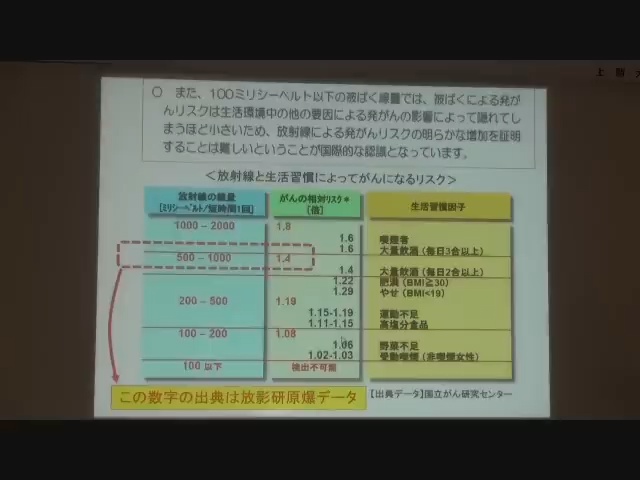 上 階
○ また、100ミリシーベルト以下の被ばく線量では、被ばくによる発が
んリスクは生活環境中の他の要因による発がんの影響によって隠れてし
まうほど小さいため、放射線による発がんリスクの明らかな増加を証明
することは難しいということが国際的な認識となっています。
＜放射線と生活習慣によってがんになるリスク＞
放射線の線量 がんの相対リスク* 生活習慣因子
[ミリシーベルト/短時間1回] [倍]
1000－2000 1.8
1.6 喫煙者
1.6 大量飲酒 (毎日3合以上)
500－1000 1.4
1.4 大量飲酒 (毎日2合以上)
1.22 肥満 (BMI≧30)
1.29 やせ (BMI<19)
200－500 1.19
1.15-1.19 運動不足
1.11-1.15 高塩分食品
100－200 1.08
1.06 野菜不足
1.02-1.03 受動喫煙 (非喫煙女性)
100 以下 検出不可能
この数字の出典は放影研原爆データ 【出典データ】国立がん研究センター